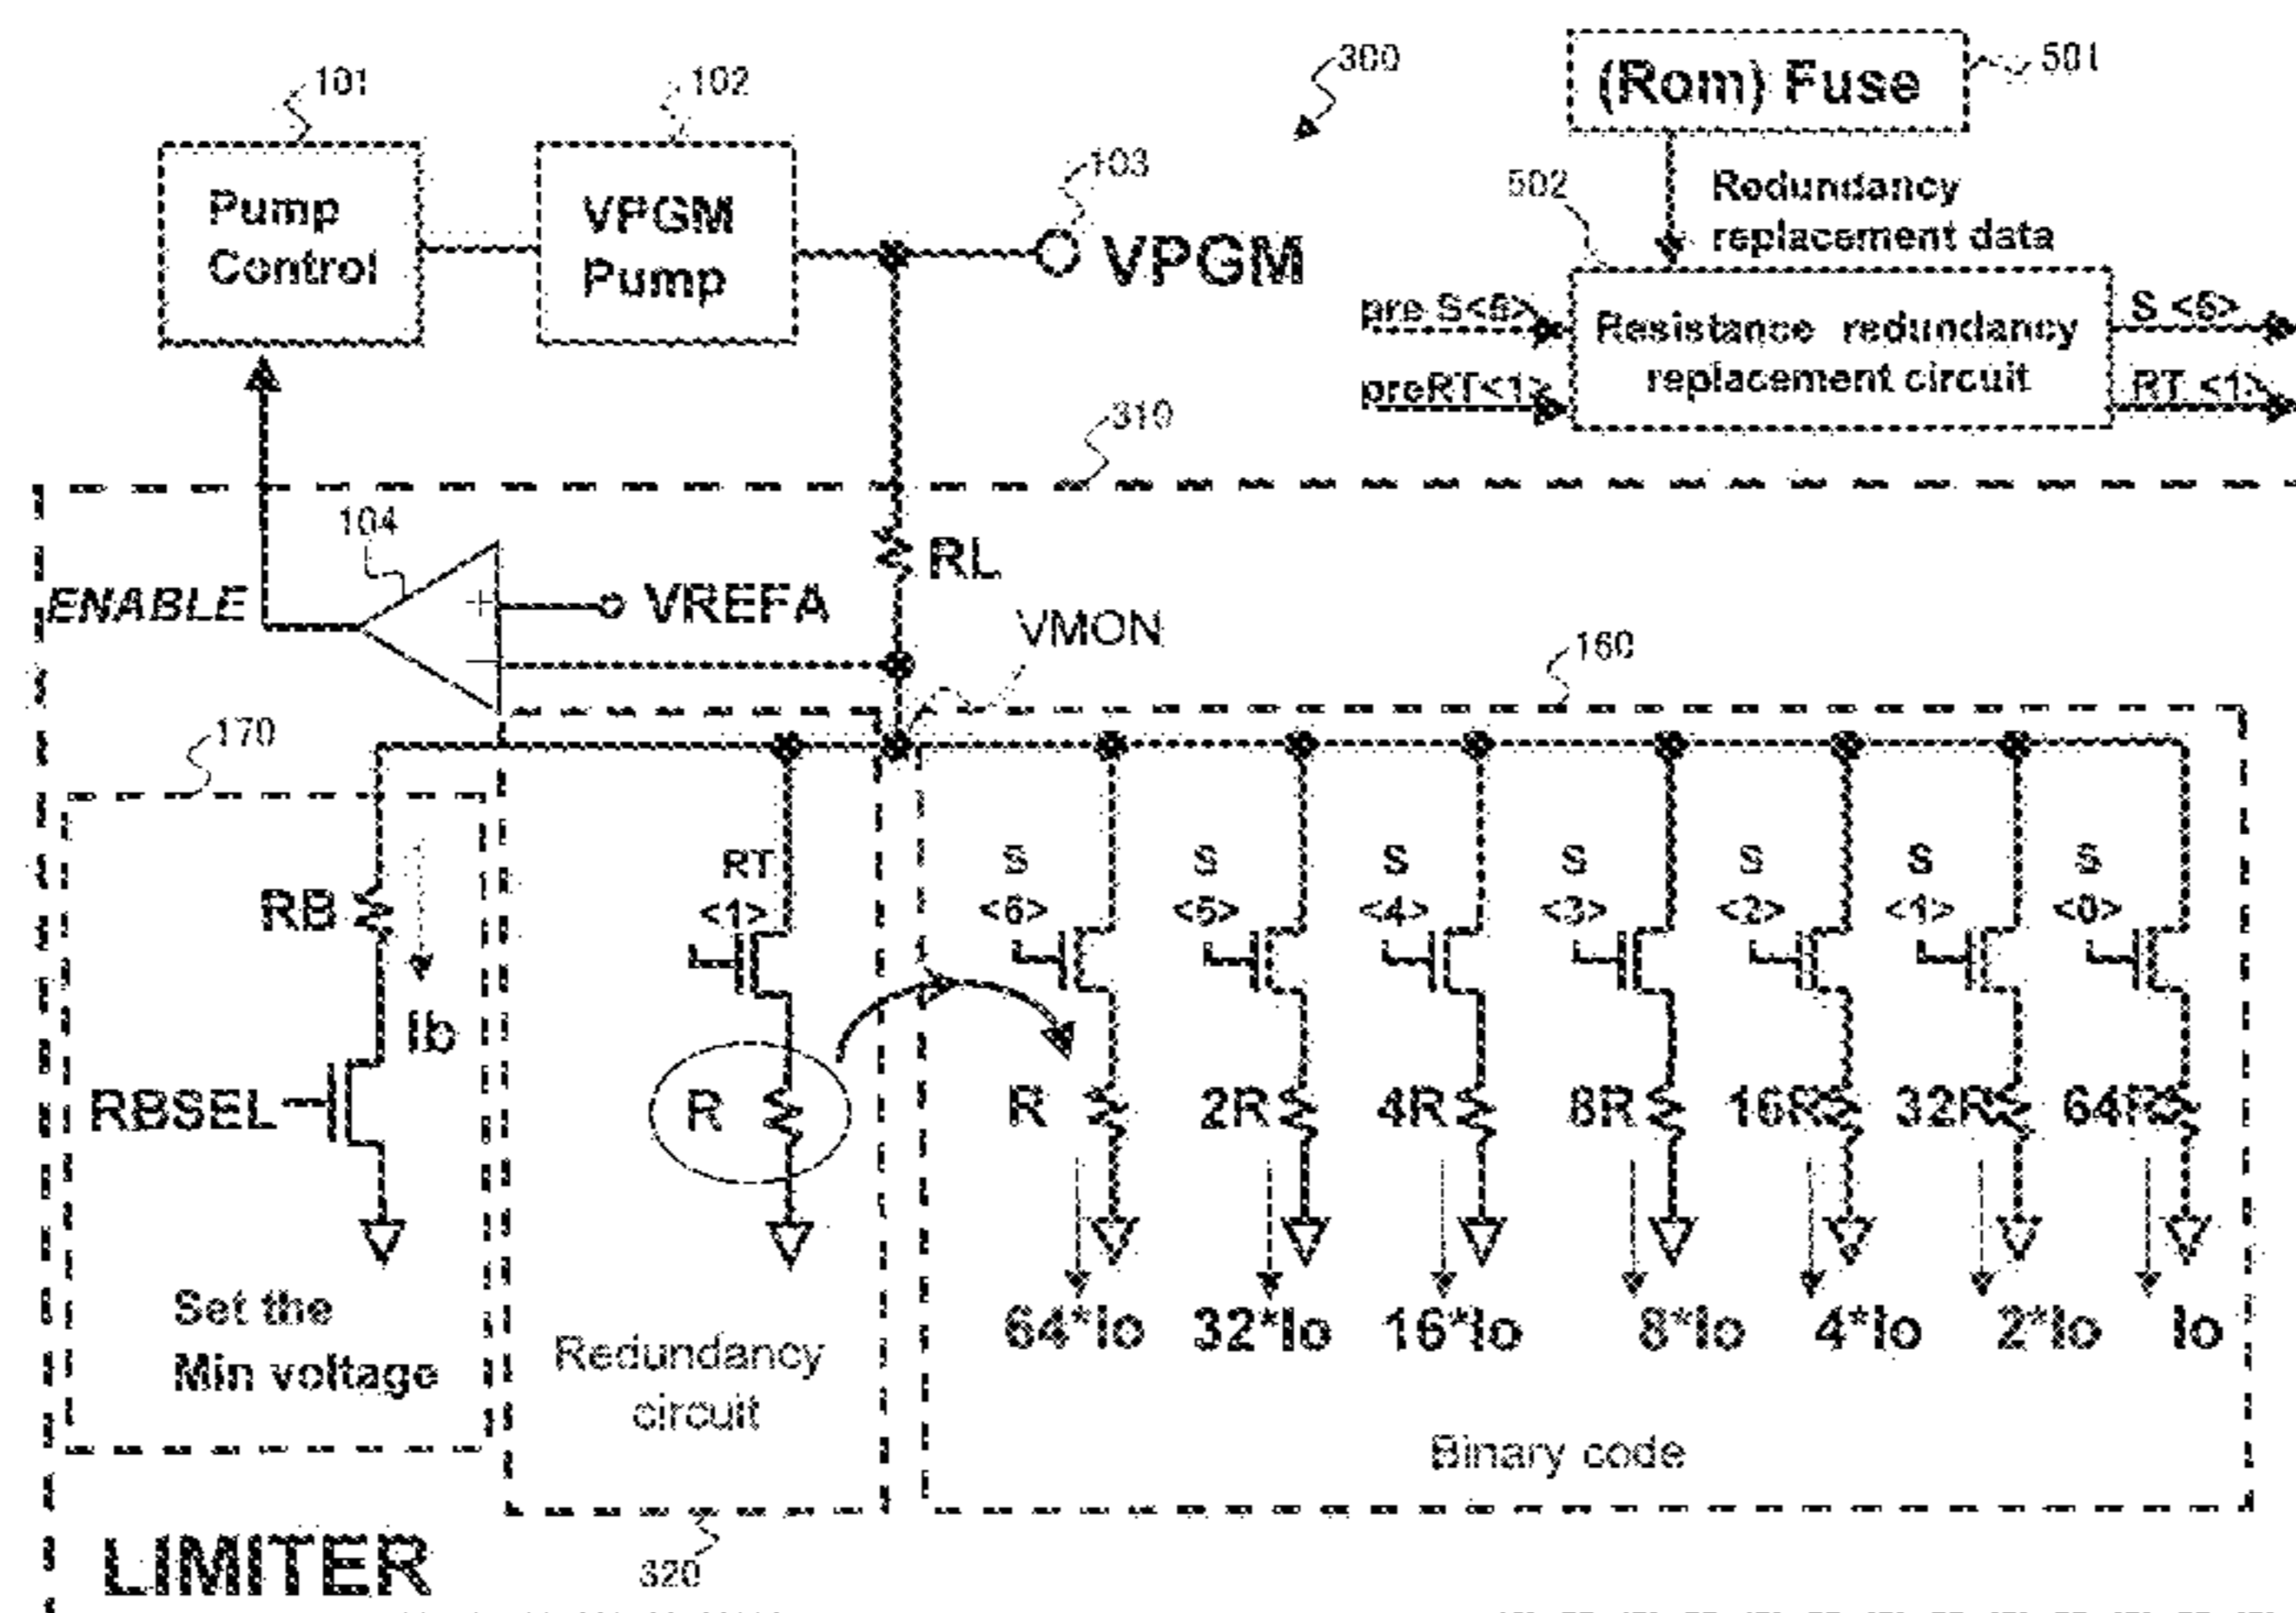 101
102
300
(Rom) Fuse
501
103
Pump
Control
VPGM
Pump
VPGM
502
Redundancy
replacement data
pre S<6>
preRT<1>
Resistance redundancy
replacement circuit
S <6>
RT <1>
310
104
ENABLE
+
VREFA
−
RL
VMON
160
170
RB
Ib
RBSEL
Set the
Min voltage
RT
<1>
R
Redundancy
circuit
S
<6>
S
<5>
S
<4>
S
<3>
S
<2>
S
<1>
S
<0>
R
2R
4R
8R
16R
32R
64R
64*Io
32*Io
16*Io
8*Io
4*Io
2*Io
Io
Binary code
LIMITER
320